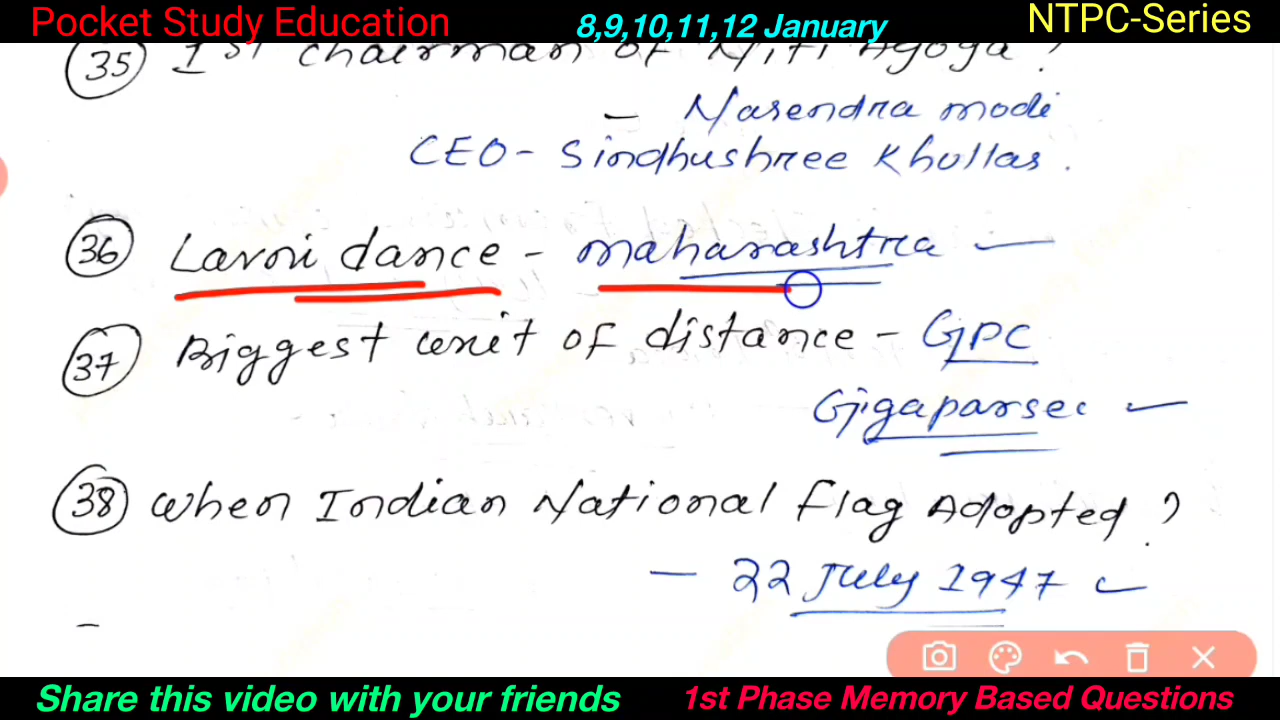 Pocket Study Education
8,9,10,11,12 January
NTPC-Series
35 1st chairman of Niti Ayoga?
- Narendra modi
CEO- Sindhushree Khullar.
36 Lavni dance - maharashtra
37 Biggest unit of distance - GPC
Gigaparsec
38 When Indian National flag Adopted?
- 22 July 1947
Share this video with your friends
1st Phase Memory Based Questions